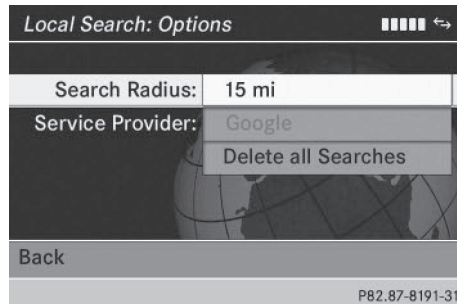 Local Search: Options
Search Radius: 15 mi
Service Provider: Google
Delete all Searches
Back
P82.87-8191-31